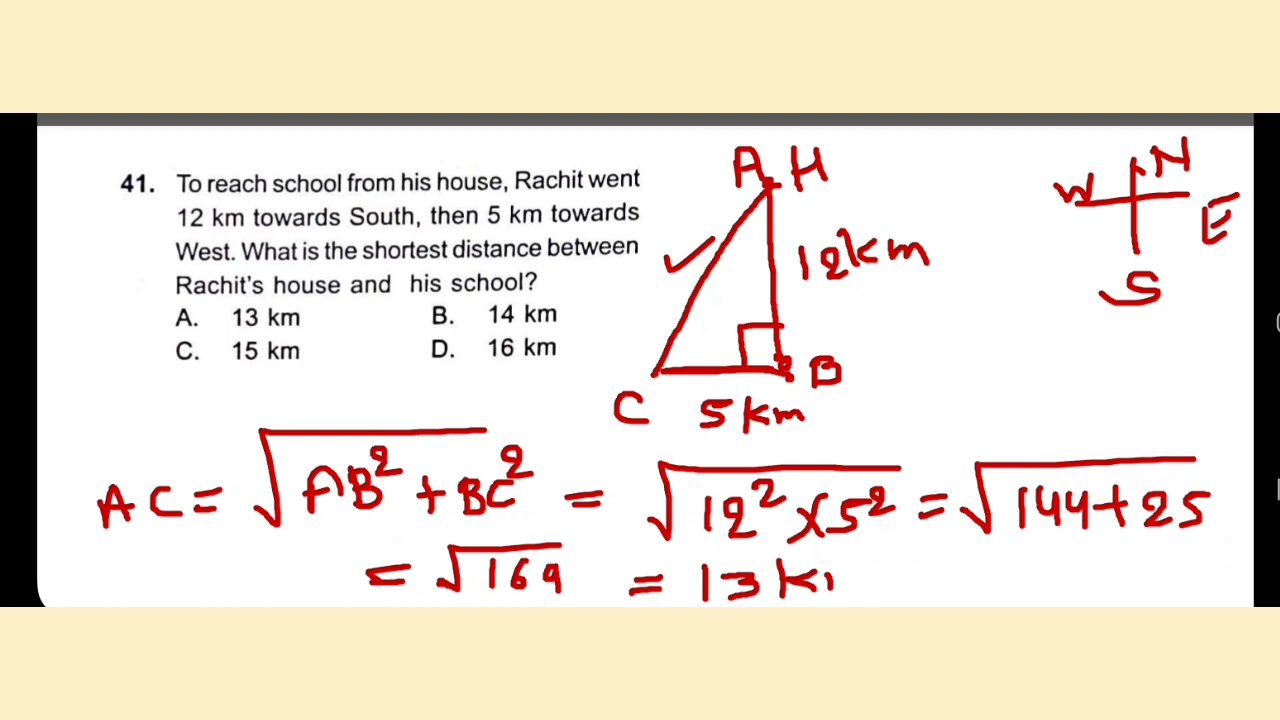 41. To reach school from his house, Rachit went
12 km towards South, then 5 km towards
West. What is the shortest distance between
Rachit's house and his school?
A. 13 km B. 14 km
C. 15 km D. 16 km
A H
12km
B
C 5km
N
W E
S
AC = √AB² + BC² = √12² × 5² = √144+25
= √169 = 13 K